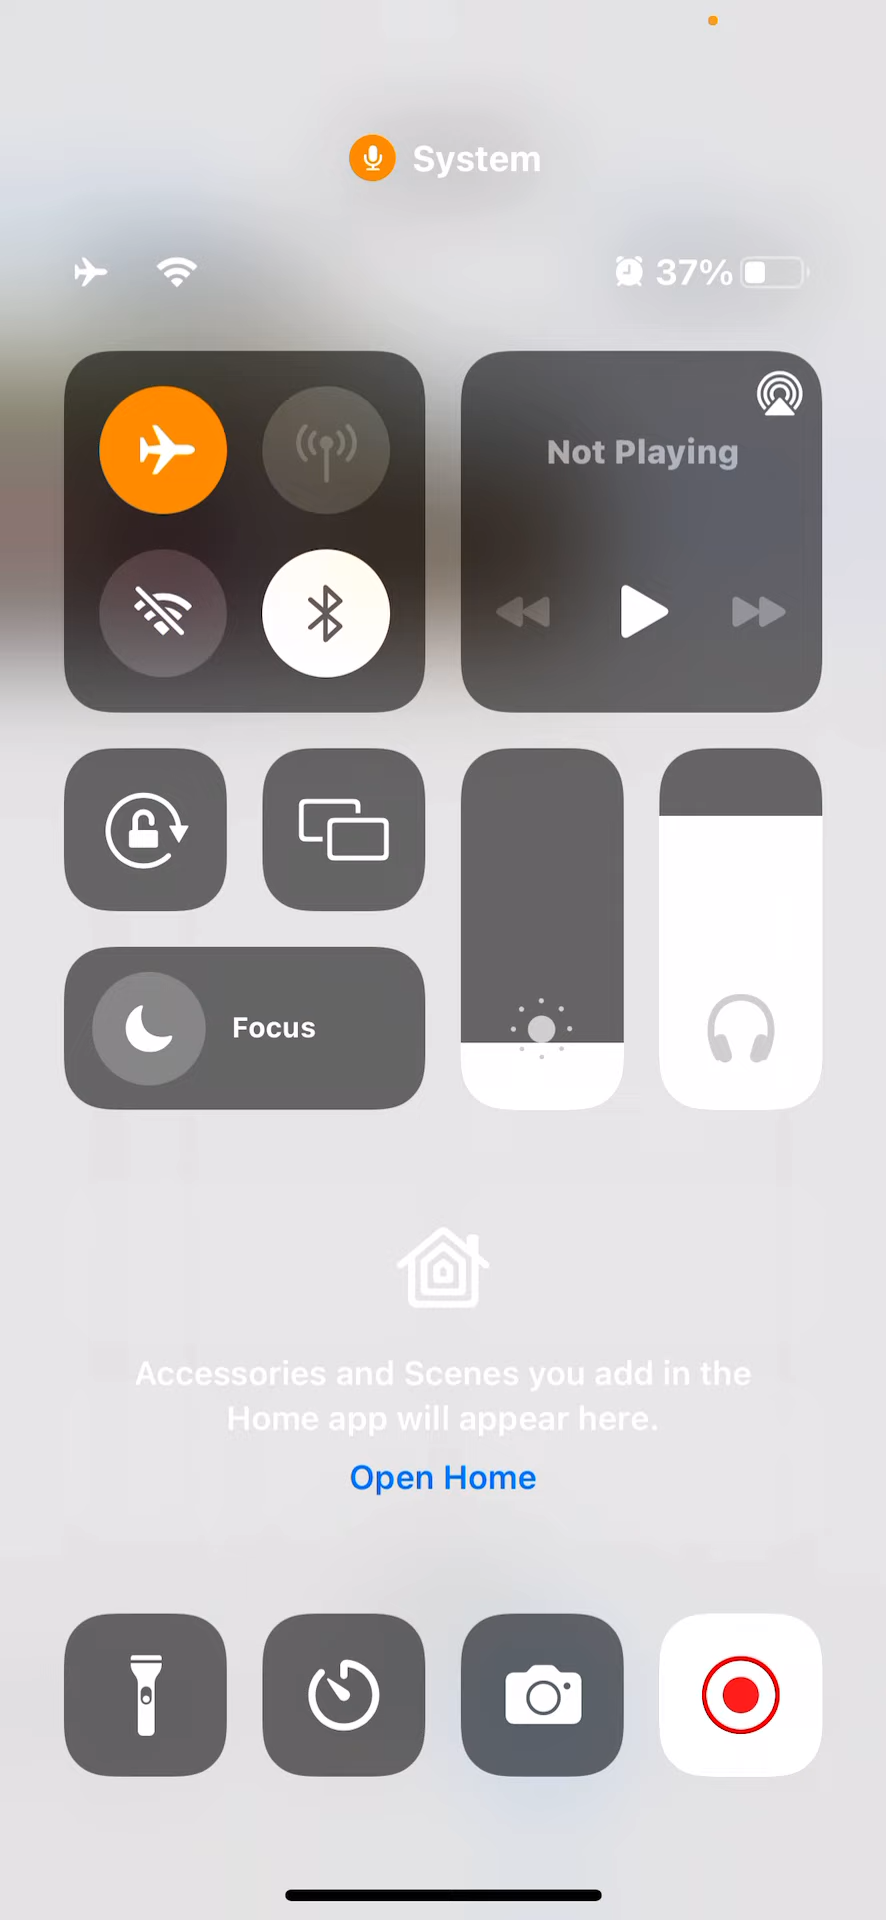 System
37%
Not Playing
Focus
Accessories and Scenes you add in the
Home app will appear here.
Open Home